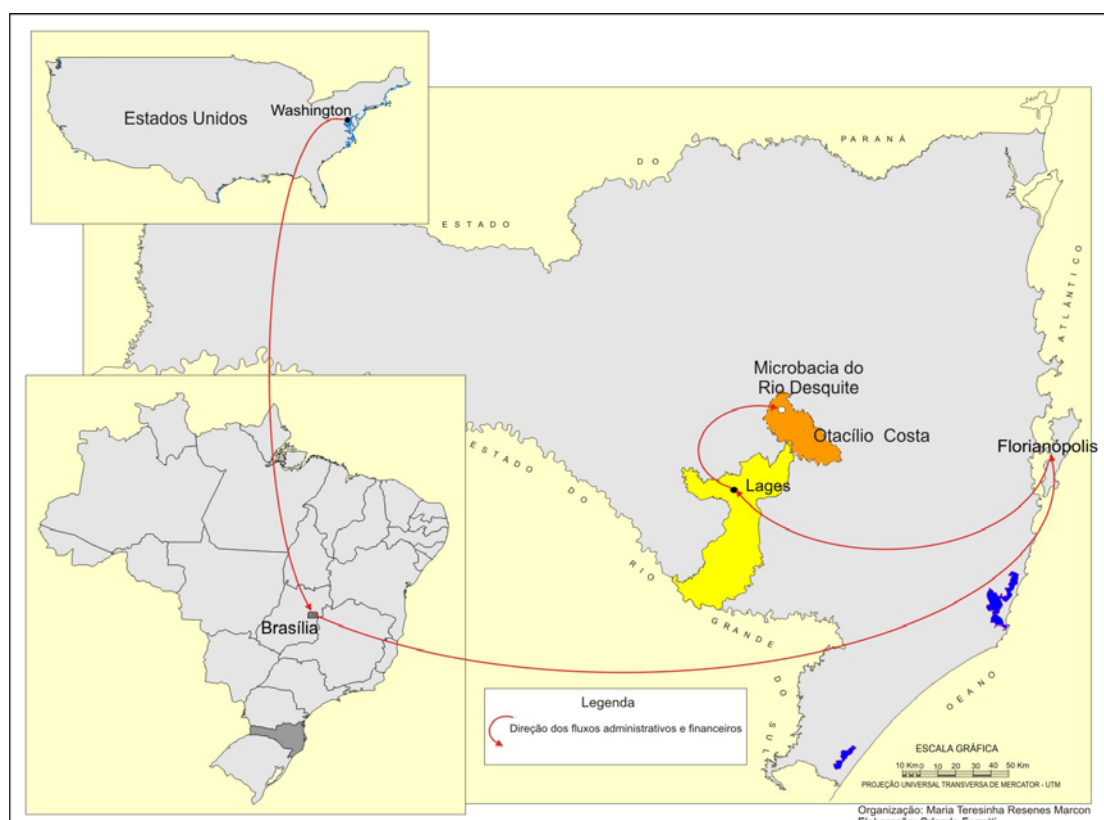 Estados Unidos
Washington
DO
PARANÁ
ESTADO
ATLÂNTICO
Microbacia do
Rio Desquite
Otacílio Costa
Florianópolis
Lages
ESTADO
DO
RIO
GRANDE
DO
SUL
OEANO
Brasília
Legenda
Direção dos fluxos administrativos e financeiros
ESCALA GRÁFICA
10 Km 0 10 20 30 40 50 Km
PROJEÇÃO UNIVERSAL TRANSVERSA DE MERCATOR - UTM
Organização: Maria Teresinha Resenes Marcon